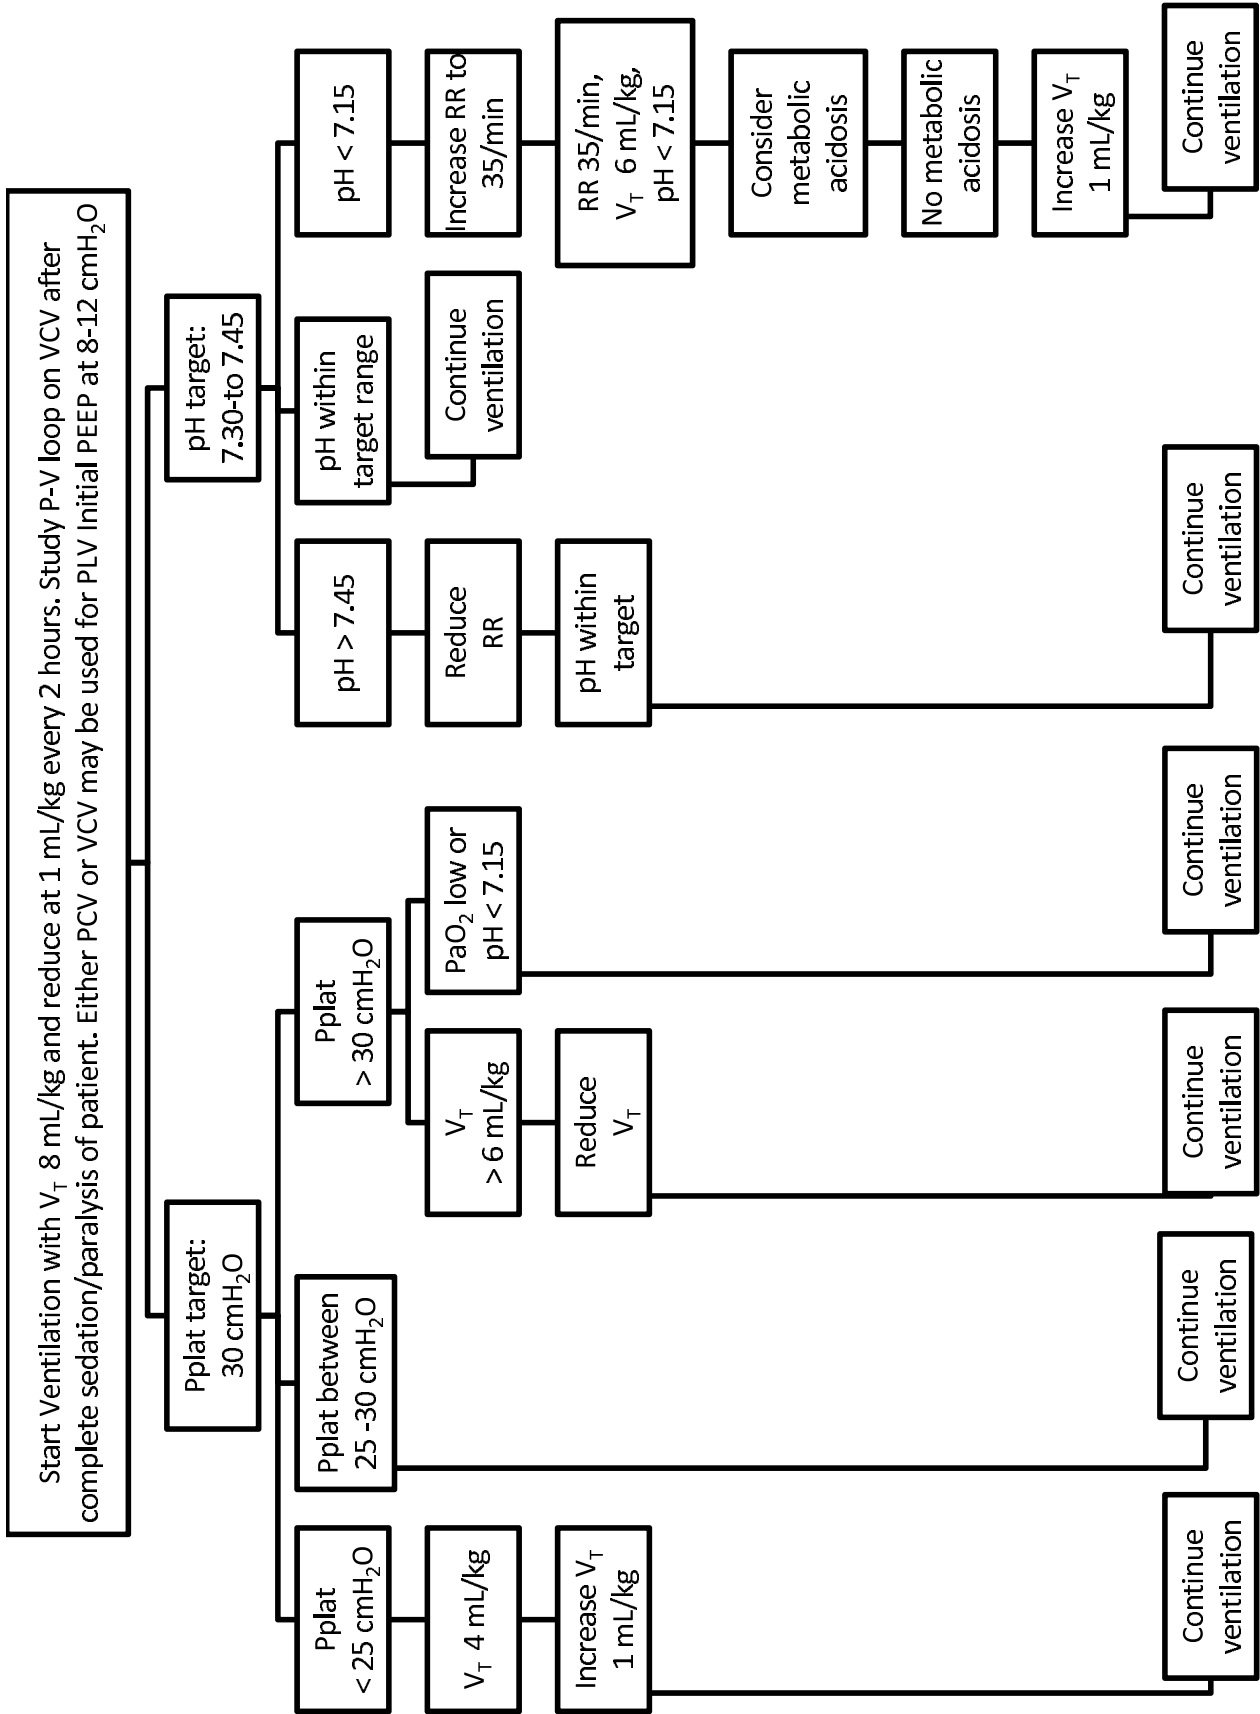 Start Ventilation with VT 8 mL/kg and reduce at 1 mL/kg every 2 hours. Study P-V loop on VCV after
complete sedation/paralysis of patient. Either PCV or VCV may be used for PLV Initial PEEP at 8-12 cmH2O
Pplat target:
30 cmH2O
Pplat
< 25 cmH2O
VT 4 mL/kg
Increase VT
1 mL/kg
Continue
ventilation
Pplat between
25 -30 cmH2O
Continue
ventilation
Pplat
> 30 cmH2O
VT
> 6 mL/kg
Reduce
VT
Continue
ventilation
PaO2 low or
pH < 7.15
Continue
ventilation
pH target:
7.30-to 7.45
pH > 7.45
Reduce
RR
pH within
target
Continue
ventilation
pH within
target range
Continue
ventilation
pH < 7.15
Increase RR to
35/min
RR 35/min,
VT 6 mL/kg,
pH < 7.15
Consider
metabolic
acidosis
No metabolic
acidosis
Increase VT
1 mL/kg
Continue
ventilation